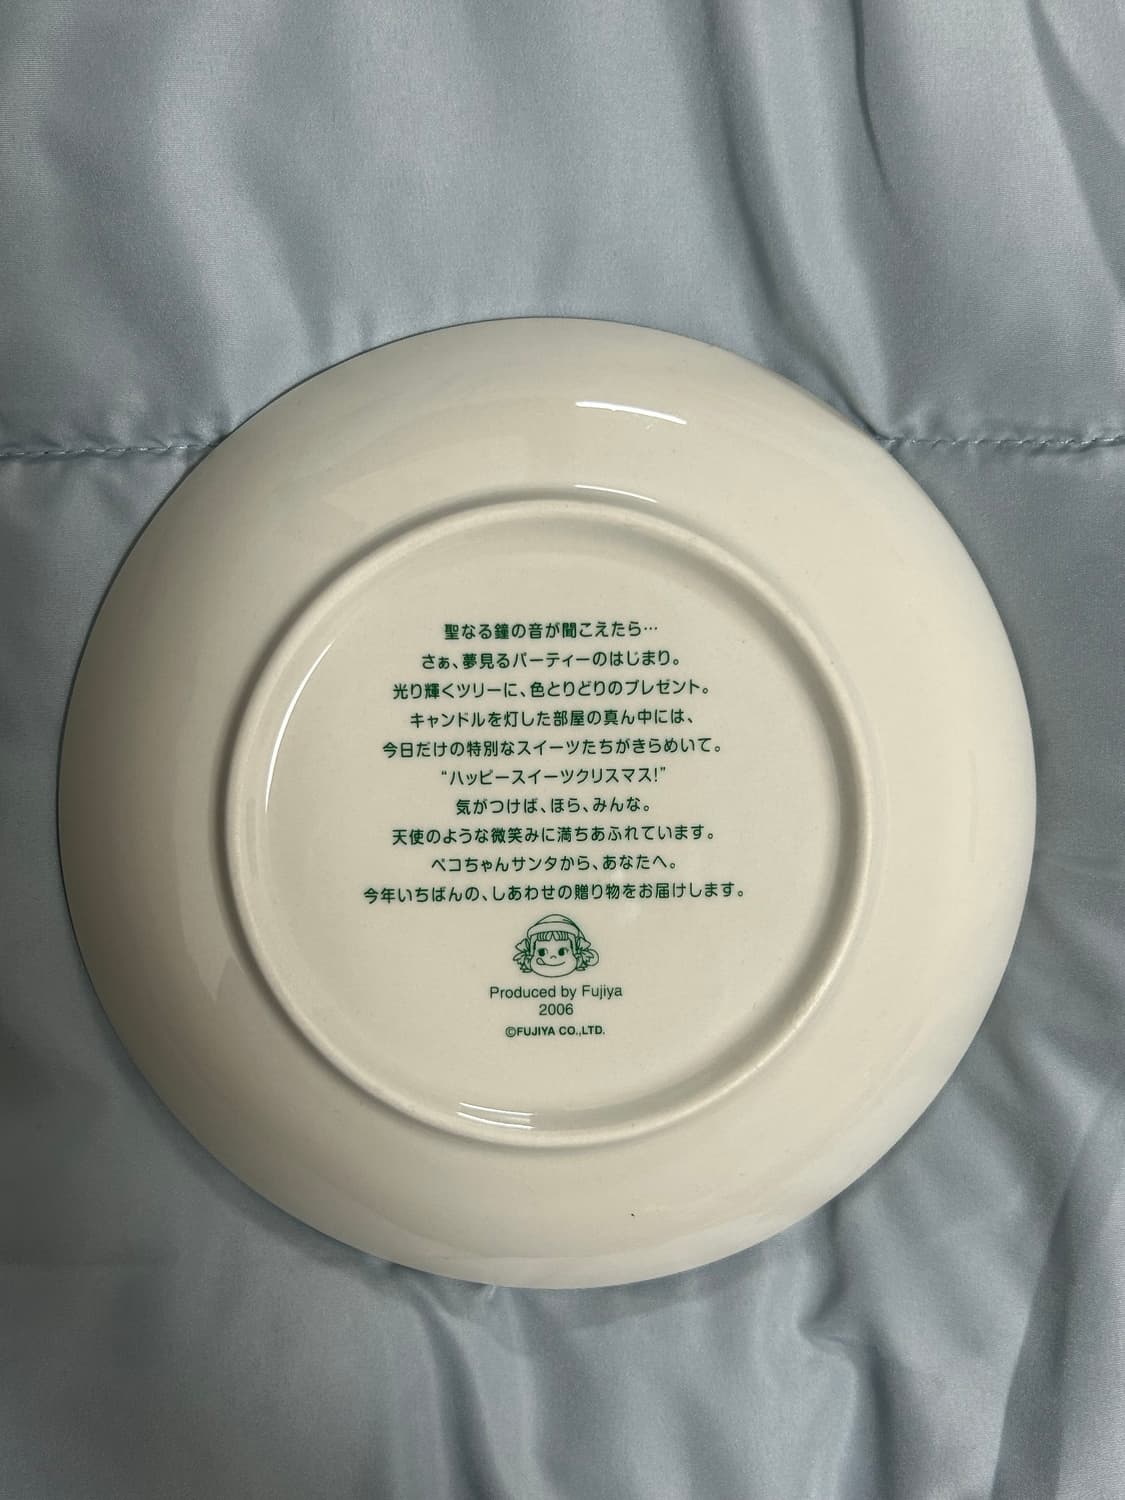 聖なる鐘の音が聞こえたら…
さぁ、夢見るパーティーのはじまり。
光り輝くツリーに、色とりどりのプレゼント。
キャンドルを灯した部屋の真ん中には、
今日だけの特別なスイーツたちがきらめいて。
“ハッピースイーツクリスマス!”
気がつけば、ほら、みんな。
天使のような微笑みに満ちあふれています。
ペコちゃんサンタから、あなたへ。
今年いちばんの、しあわせの贈り物をお届けします。
Produced by Fujiya
2006
©FUJIYA CO.,LTD.